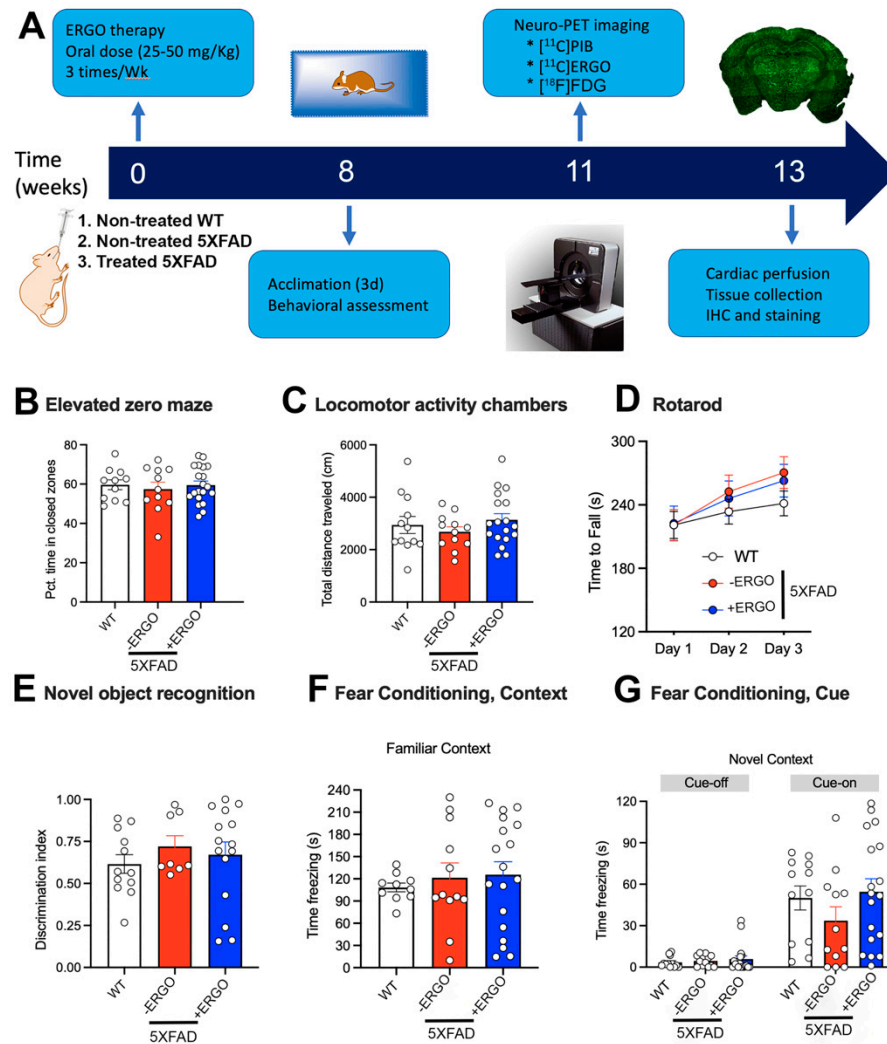 A
ERGO therapy
Oral dose (25-50 mg/Kg)
3 times/Wk
Neuro-PET imaging
* [¹¹C]PIB
* [¹¹C]ERGO
* [¹⁸F]FDG
Time
(weeks)
0
8
11
13
1. Non-treated WT
2. Non-treated 5XFAD
3. Treated 5XFAD
Acclimation (3d)
Behavioral assessment
Cardiac perfusion
Tissue collection
IHC and staining
B Elevated zero maze
Pct. time in closed zones
80
60
40
20
0
WT
-ERGO
+ERGO
5XFAD
C Locomotor activity chambers
Total distance traveled (cm)
6000
4000
2000
0
WT
-ERGO
+ERGO
5XFAD
D Rotarod
Time to Fall (s)
300
240
180
120
WT
-ERGO
+ERGO
5XFAD
Day 1
Day 2
Day 3
E Novel object recognition
Discrimination index
1.00
0.75
0.50
0.25
0.00
WT
-ERGO
+ERGO
5XFAD
F Fear Conditioning, Context
Familiar Context
Time freezing (s)
240
210
180
150
120
90
60
30
0
WT
-ERGO
+ERGO
5XFAD
G Fear Conditioning, Cue
Novel Context
Cue-off
Cue-on
Time freezing (s)
120
90
60
30
0
WT
-ERGO
+ERGO
5XFAD
WT
-ERGO
+ERGO
5XFAD